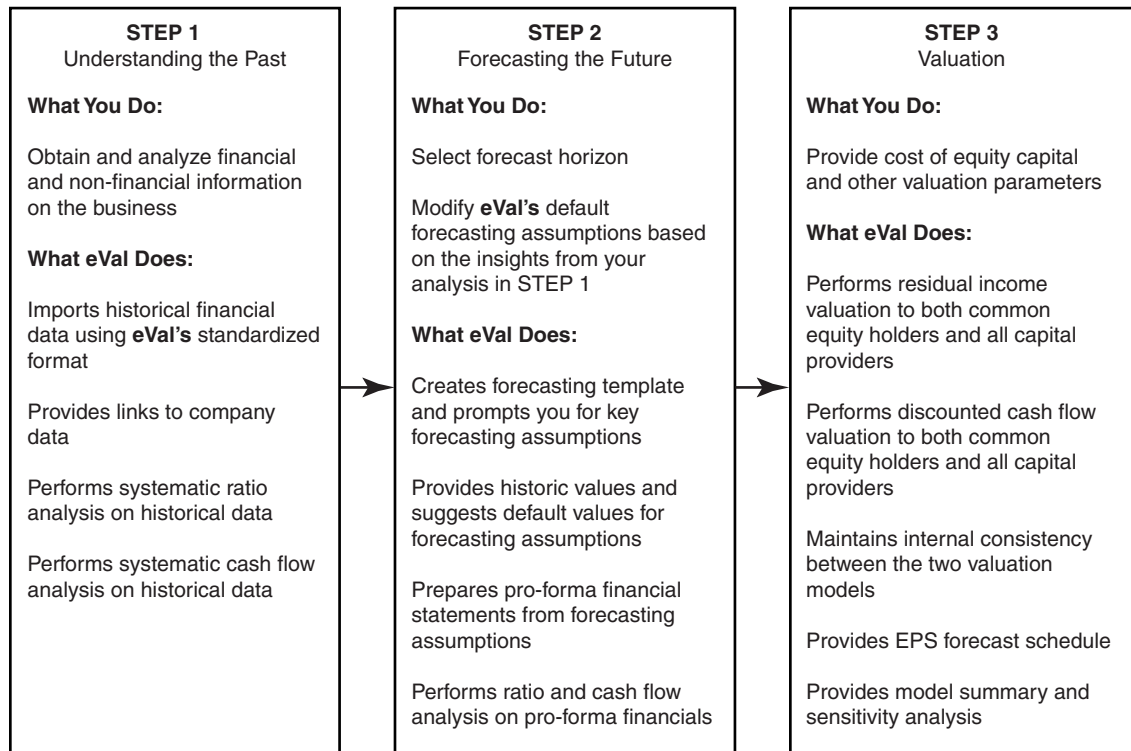 STEP 1
Understanding the Past
What You Do:
Obtain and analyze financial
and non-financial information
on the business
What eVal Does:
Imports historical financial
data using eVal's standardized
format
Provides links to company
data
Performs systematic ratio
analysis on historical data
Performs systematic cash flow
analysis on historical data
STEP 2
Forecasting the Future
What You Do:
Select forecast horizon
Modify eVal's default
forecasting assumptions based
on the insights from your
analysis in STEP 1
What eVal Does:
Creates forecasting template
and prompts you for key
forecasting assumptions
Provides historic values and
suggests default values for
forecasting assumptions
Prepares pro-forma financial
statements from forecasting
assumptions
Performs ratio and cash flow
analysis on pro-forma financials
STEP 3
Valuation
What You Do:
Provide cost of equity capital
and other valuation parameters
What eVal Does:
Performs residual income
valuation to both common
equity holders and all capital
providers
Performs discounted cash flow
valuation to both common
equity holders and all capital
providers
Maintains internal consistency
between the two valuation
models
Provides EPS forecast schedule
Provides model summary and
sensitivity analysis